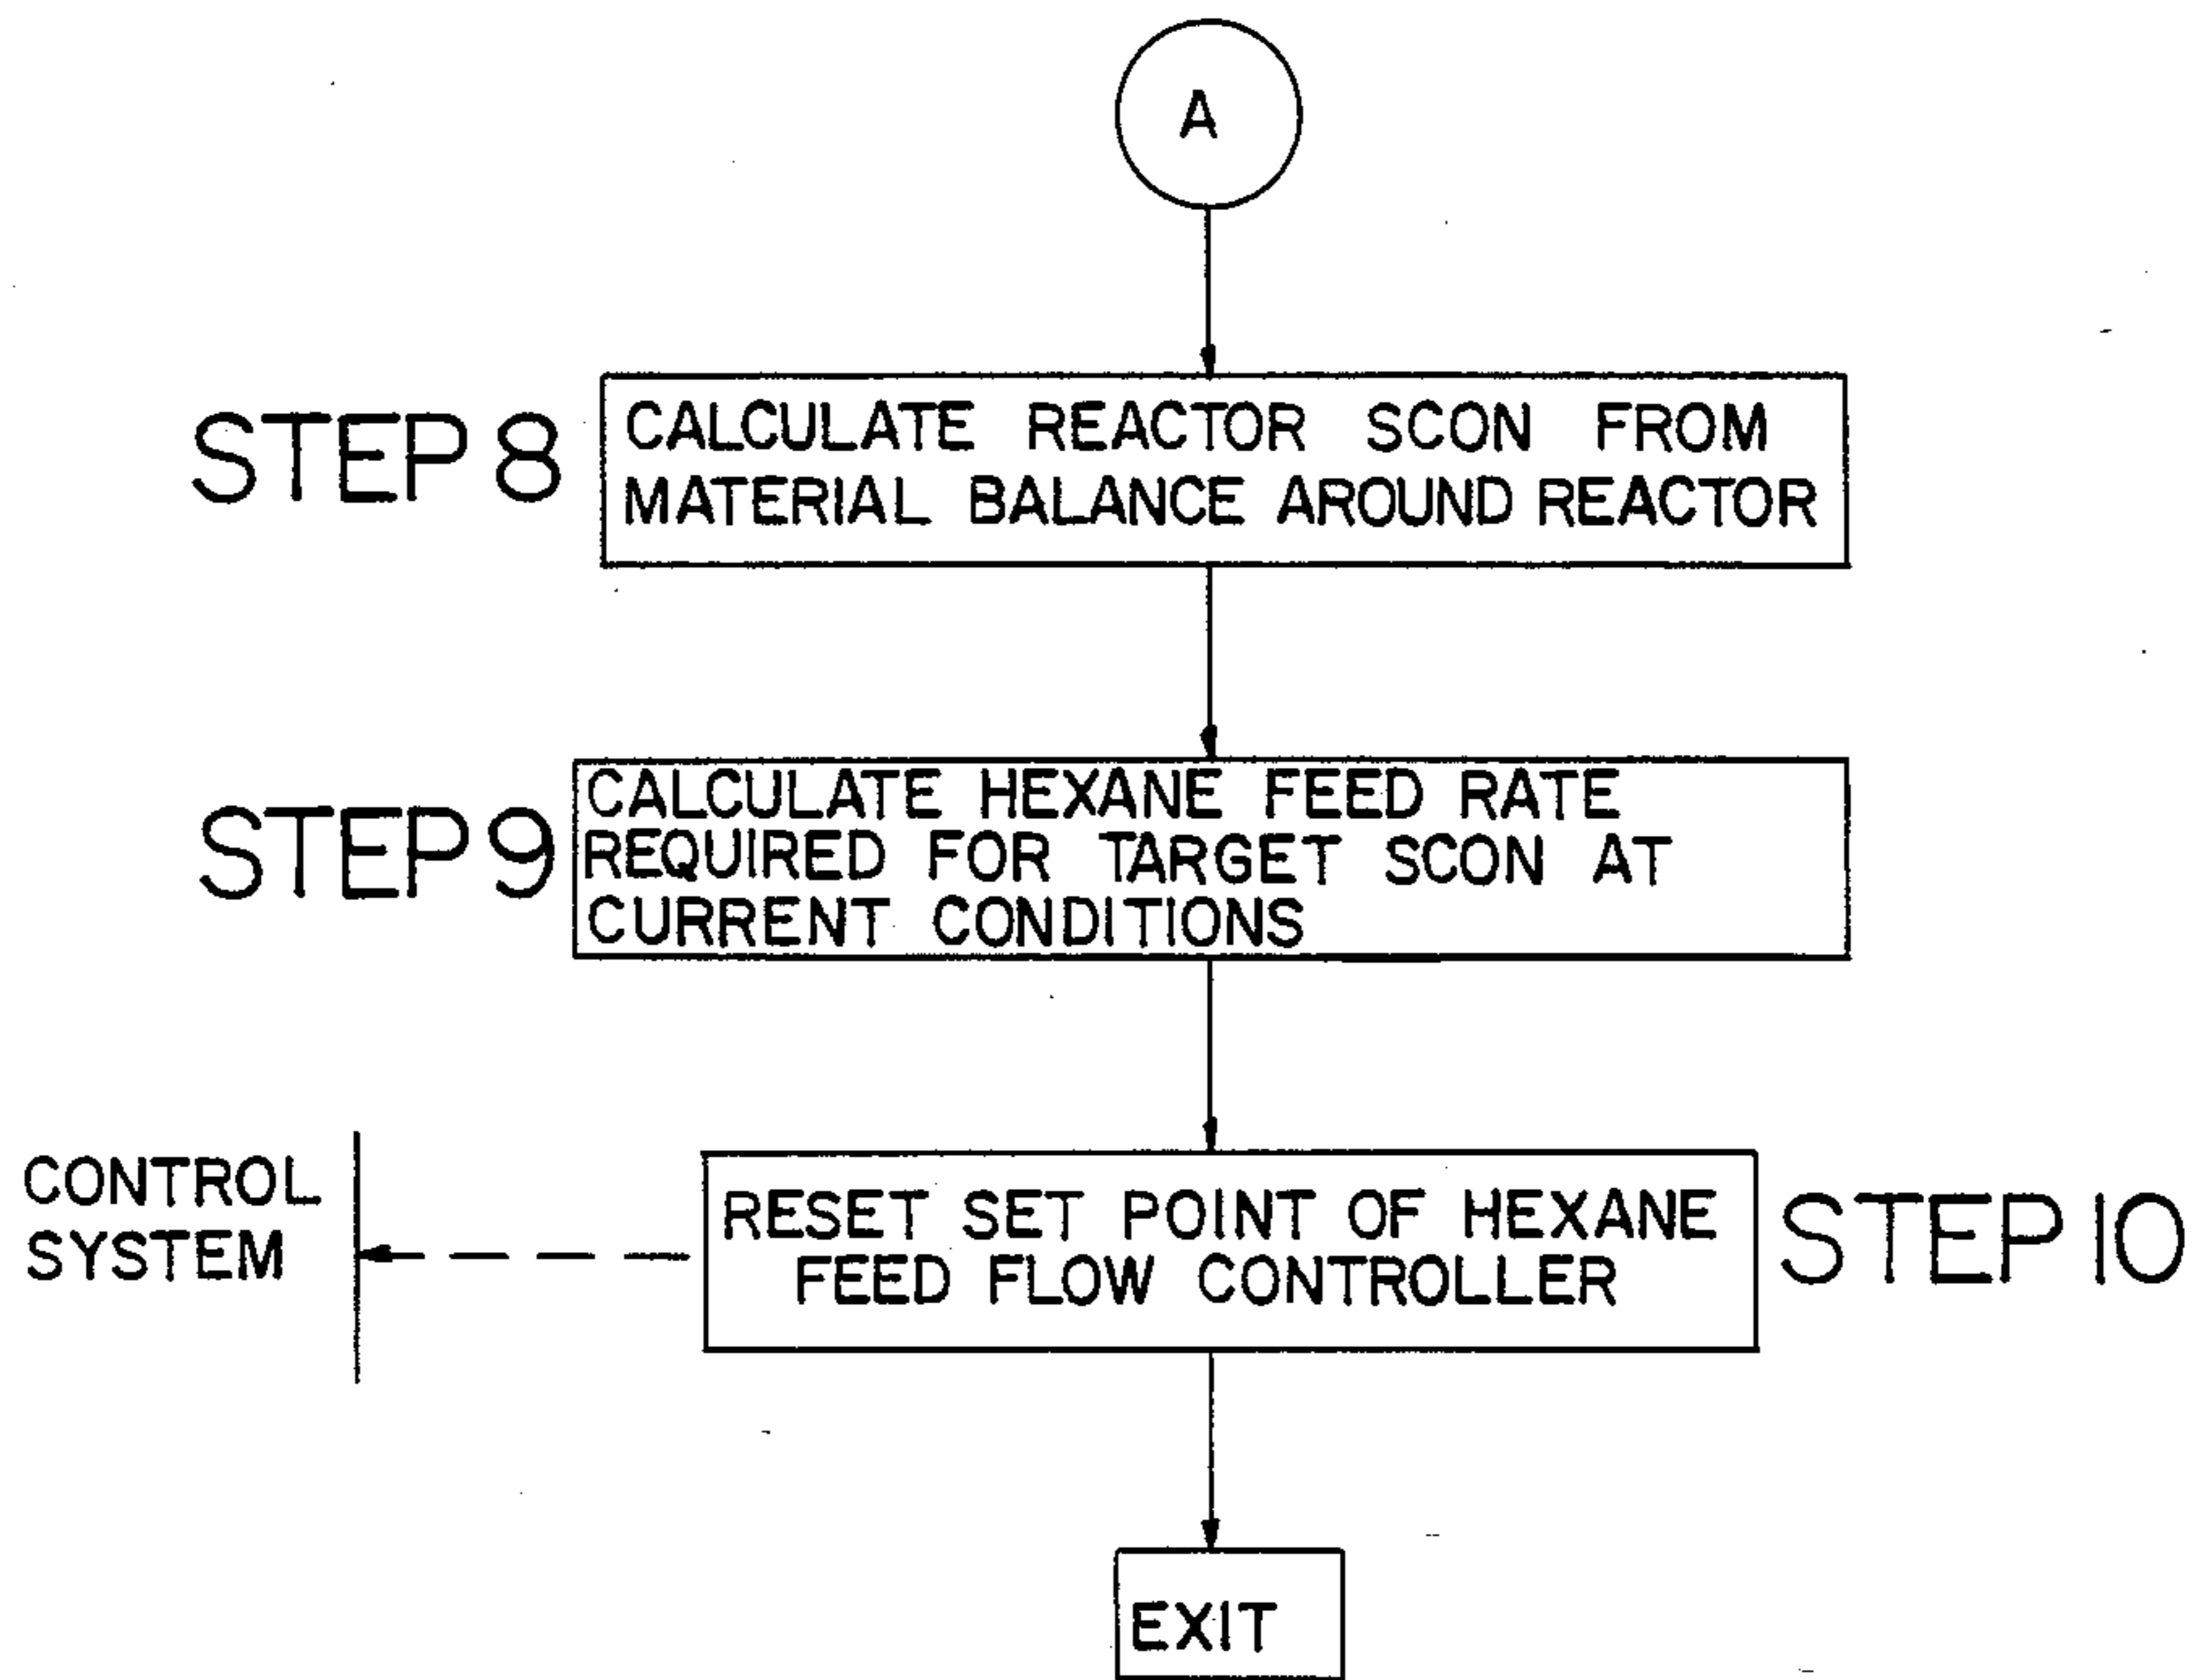 A
STEP 8
CALCULATE REACTOR SCON FROM
MATERIAL BALANCE AROUND REACTOR
STEP 9
CALCULATE HEXANE FEED RATE
REQUIRED FOR TARGET SCON AT
CURRENT CONDITIONS
CONTROL
SYSTEM
RESET SET POINT OF HEXANE
FEED FLOW CONTROLLER
STEP 10
EXIT